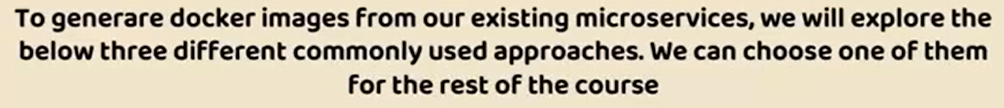 To generare docker images from our existing microservices, we will explore the
below three different commonly used approaches. We can choose one of them
for the rest of the course